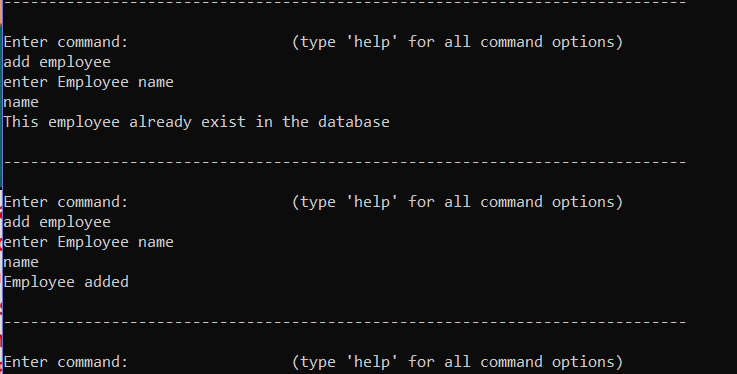 ----------------------------------------------------------------------------
Enter command:                  (type 'help' for all command options)
add employee
enter Employee name
name
This employee already exist in the database
----------------------------------------------------------------------------
Enter command:                  (type 'help' for all command options)
add employee
enter Employee name
name
Employee added
----------------------------------------------------------------------------
Enter command:                  (type 'help' for all command options)